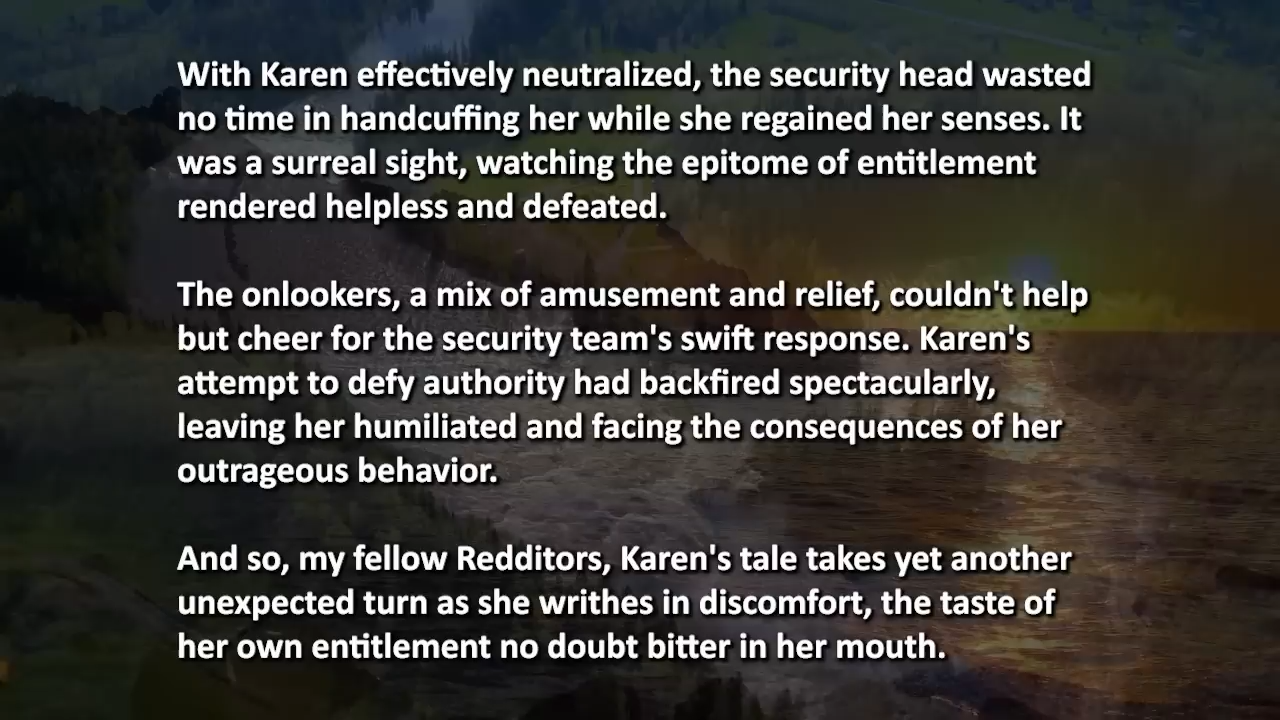 With Karen effectively neutralized, the security head wasted
no time in handcuffing her while she regained her senses. It
was a surreal sight, watching the epitome of entitlement
rendered helpless and defeated.
The onlookers, a mix of amusement and relief, couldn't help
but cheer for the security team's swift response. Karen's
attempt to defy authority had backfired spectacularly,
leaving her humiliated and facing the consequences of her
outrageous behavior.
And so, my fellow Redditors, Karen's tale takes yet another
unexpected turn as she writhes in discomfort, the taste of
her own entitlement no doubt bitter in her mouth.